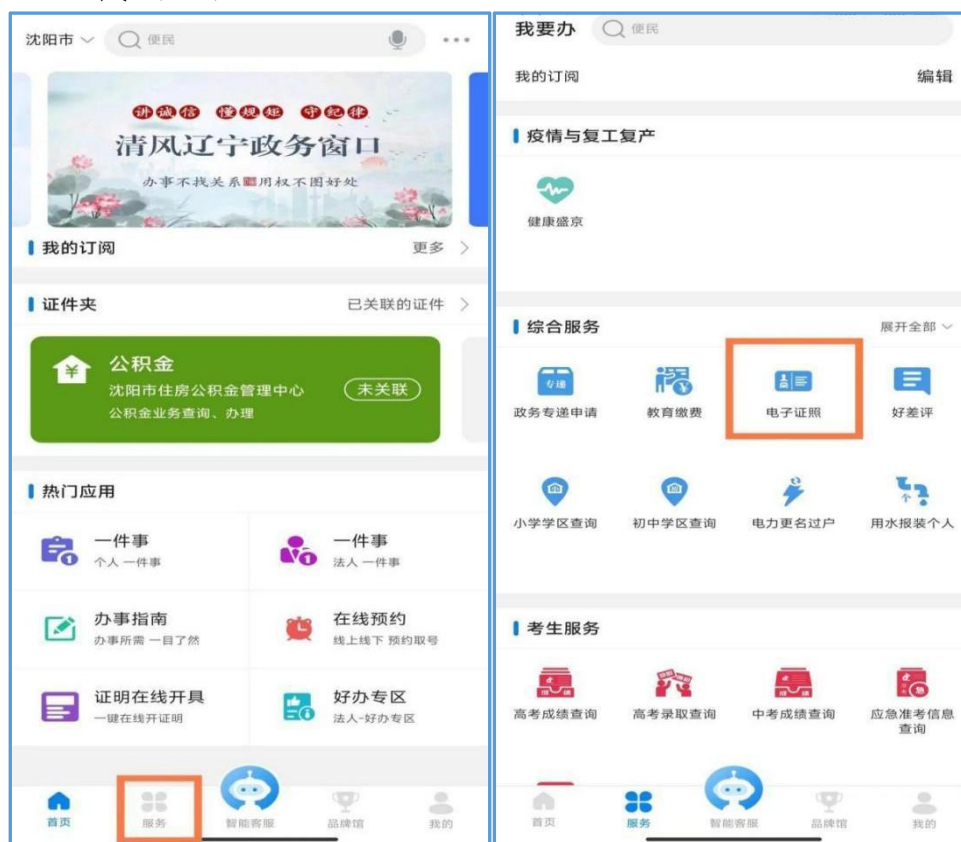 沈阳市
便民
讲诚信 懂规矩 守纪律
清风辽宁政务窗口
办事不找关系 用权不图好处
我的订阅
更多
证件夹
已关联的证件
¥
公积金
沈阳市住房公积金管理中心
公积金业务查询、办理
未关联
热门应用
一件事
个人 一件事
一件事
法人 一件事
办事指南
办事所需 一目了然
在线预约
线上线下 预约取号
证明在线开具
一键在线开证明
好办专区
法人-好办专区
首页
服务
智能客服
品牌馆
我的
我要办
便民
我的订阅
编辑
疫情与复工复产
健康盛京
综合服务
展开全部
专递
政务专递申请
教育缴费
电子证照
好差评
小学学区查询
初中学区查询
电力更名过户
用水报装个人
考生服务
高考成绩查询
高考录取查询
中考成绩查询
应急准考信息
查询
首页
服务
智能客服
品牌馆
我的